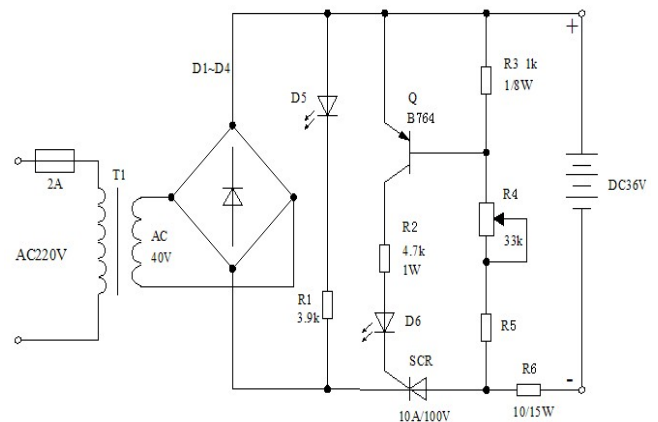 D1~D4
D5
Q
B764
R3 1k
1/8W
2A
T1
AC220V
AC
40V
R1
3.9k
R2
4.7k
1W
D6
R4
33k
R5
SCR
10A/100V
R6
10/15W
+
DC36V
-